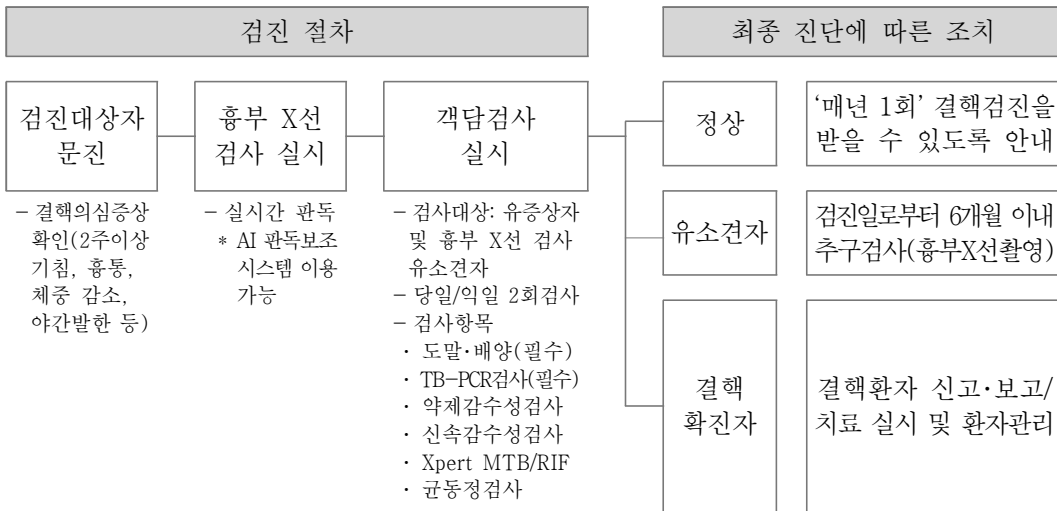 검진 절차
최종 진단에 따른 조치
검진대상자
문진
흉부 X선
검사 실시
객담검사
실시
정상
‘매년 1회’ 결핵검진을
받을 수 있도록 안내
- 결핵의심증상
확인(2주이상
기침, 흉통,
체중 감소,
야간발한 등)
- 실시간 판독
* AI 판독보조
시스템 이용
가능
- 검사대상: 유증상자
및 흉부 X선 검사
유소견자
- 당일/익일 2회검사
- 검사항목
· 도말·배양(필수)
· TB-PCR검사(필수)
· 약제감수성검사
· 신속감수성검사
· Xpert MTB/RIF
· 균동정검사
유소견자
검진일로부터 6개월 이내
추구검사(흉부X선촬영)
결핵
확진자
결핵환자 신고·보고/
치료 실시 및 환자관리